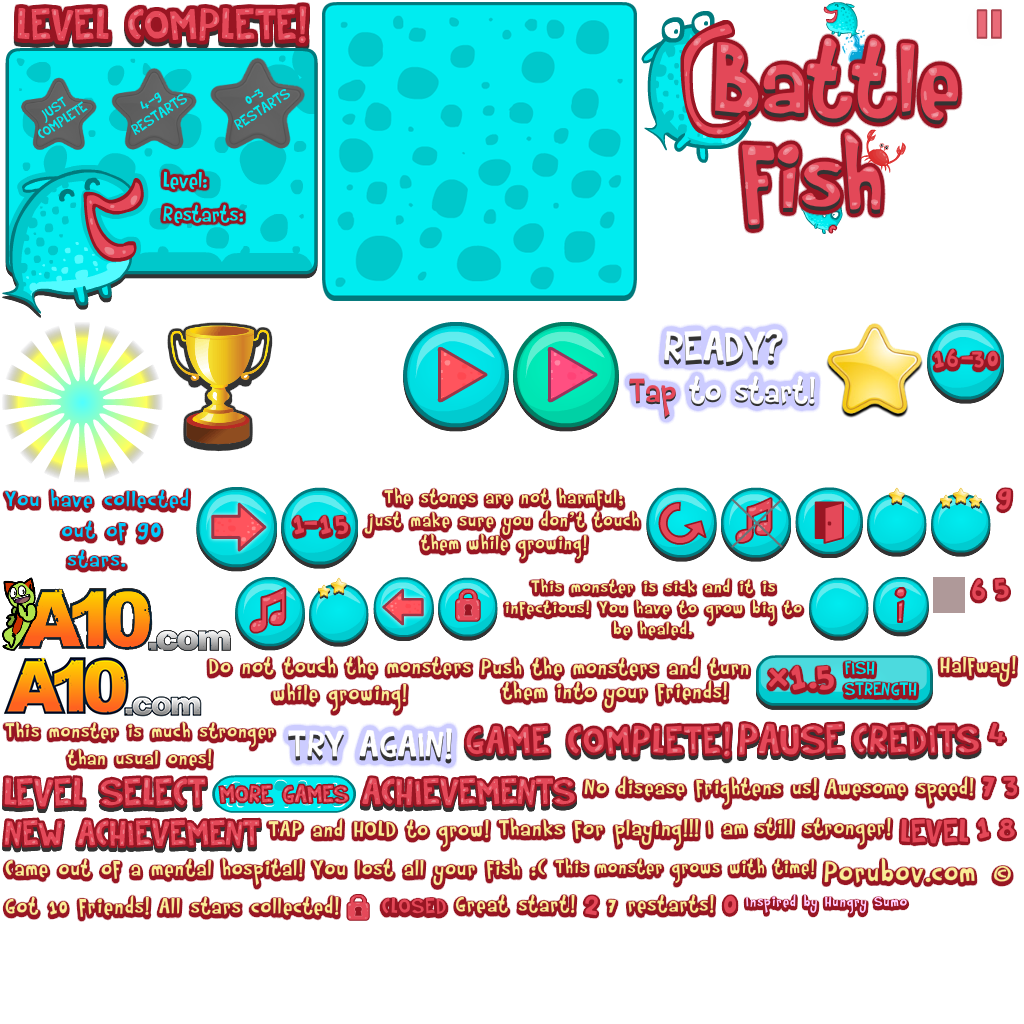 LEVEL COMPLETE!
JUST
COMPLETE
4-9
RESTARTS
0-3
RESTARTS
Level:
Restarts:
Battle
Fish
READY?
Tap to start!
16-30
You have collected
out of 90
stars.
1-15
The stones are not harmful;
just make sure you don't touch
them while growing!
9
A10.com
This monster is sick and it is
infectious! You have to grow big to
be healed.
i
6 5
A10.com
Do not touch the monsters
while growing!
Push the monsters and turn
them into your friends!
×1.5 FISH
STRENGTH
Halfway!
This monster is much stronger
than usual ones!
TRY AGAIN!
GAME COMPLETE!
PAUSE
CREDITS
4
LEVEL SELECT
MORE GAMES
ACHIEVEMENTS
No disease frightens us!
Awesome speed!
7 3
NEW ACHIEVEMENT
TAP and HOLD to grow!
Thanks for playing!!!
I am still stronger!
LEVEL
1 8
Came out of a mental hospital!
You lost all your fish :(
This monster grows with time!
Porubov.com
©
Got 10 friends!
All stars collected!
CLOSED
Great start!
2
7 restarts!
0
Inspired by Hungry Sumo